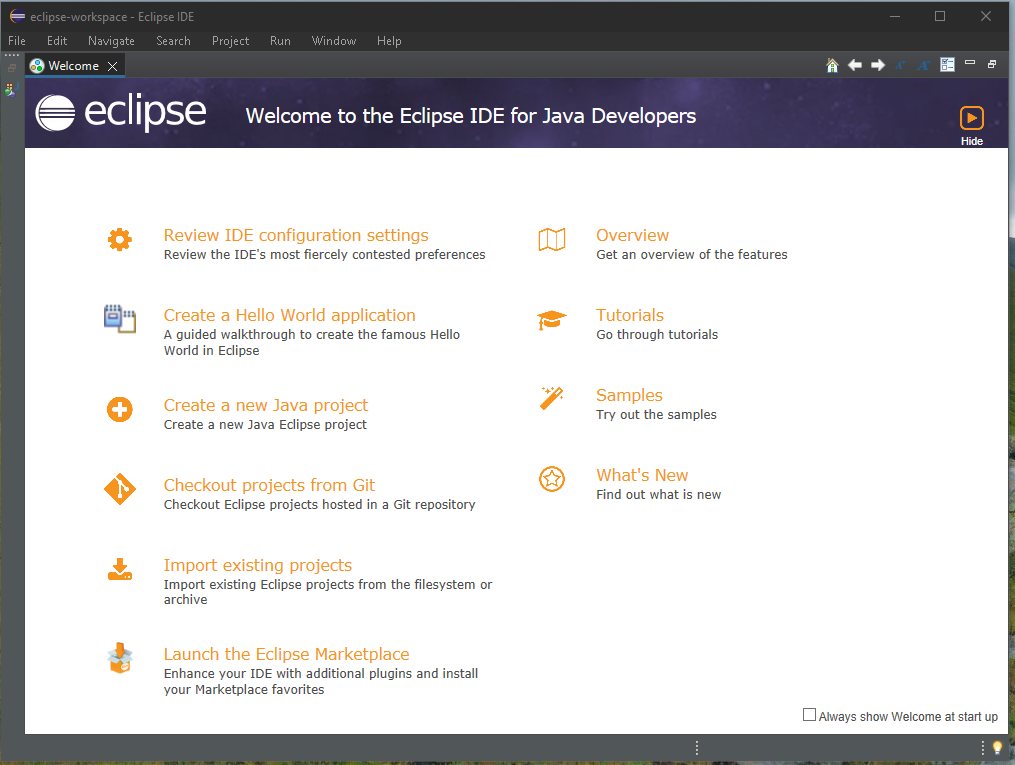 eclipse-workspace - Eclipse IDE
File Edit Navigate Search Project Run Window Help
Welcome
eclipse
Welcome to the Eclipse IDE for Java Developers
Hide
Review IDE configuration settings
Review the IDE's most fiercely contested preferences
Create a Hello World application
A guided walkthrough to create the famous Hello
World in Eclipse
Create a new Java project
Create a new Java Eclipse project
Checkout projects from Git
Checkout Eclipse projects hosted in a Git repository
Import existing projects
Import existing Eclipse projects from the filesystem or
archive
Launch the Eclipse Marketplace
Enhance your IDE with additional plugins and install
your Marketplace favorites
Overview
Get an overview of the features
Tutorials
Go through tutorials
Samples
Try out the samples
What's New
Find out what is new
Always show Welcome at start up